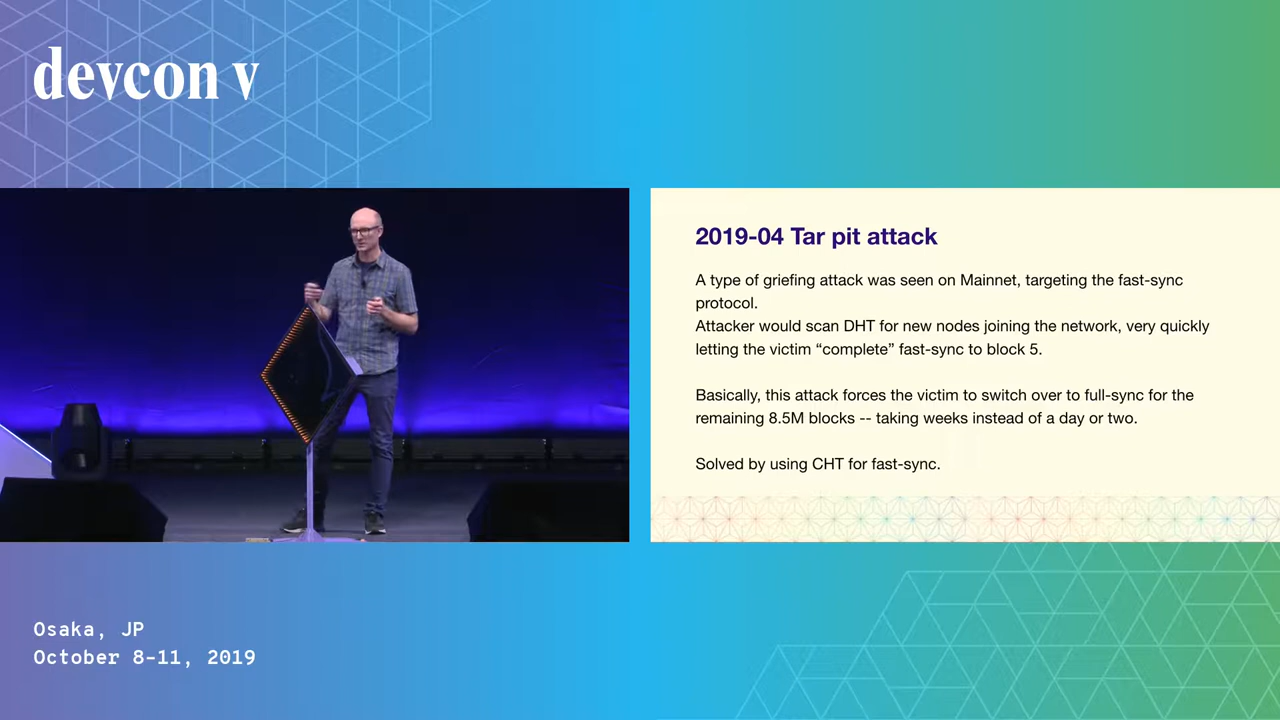 devcon v
2019-04 Tar pit attack
A type of griefing attack was seen on Mainnet, targeting the fast-sync
protocol.
Attacker would scan DHT for new nodes joining the network, very quickly
letting the victim “complete” fast-sync to block 5.
Basically, this attack forces the victim to switch over to full-sync for the
remaining 8.5M blocks -- taking weeks instead of a day or two.
Solved by using CHT for fast-sync.
Osaka, JP
October 8-11, 2019